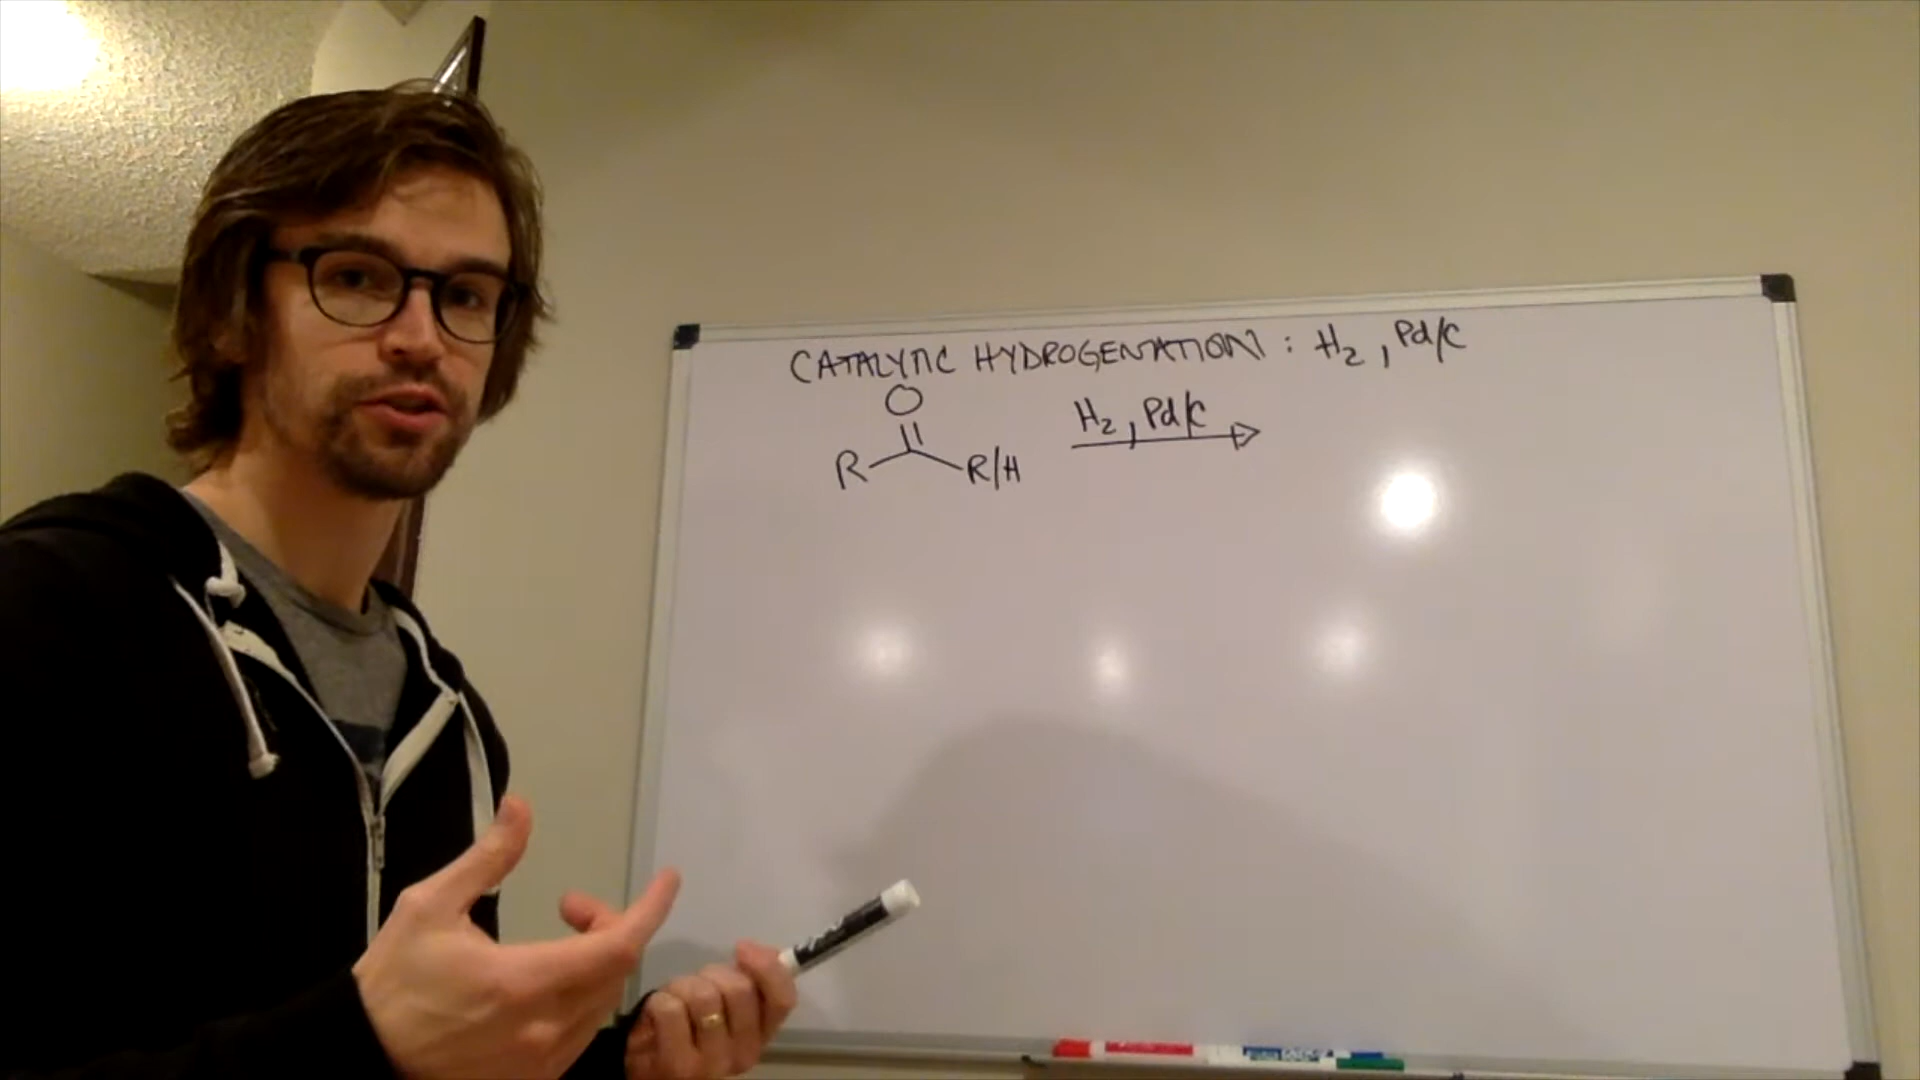 CATALYTIC HYDROGENATION : H₂ , Pd/C
O
H₂ , Pd/C
R R/H